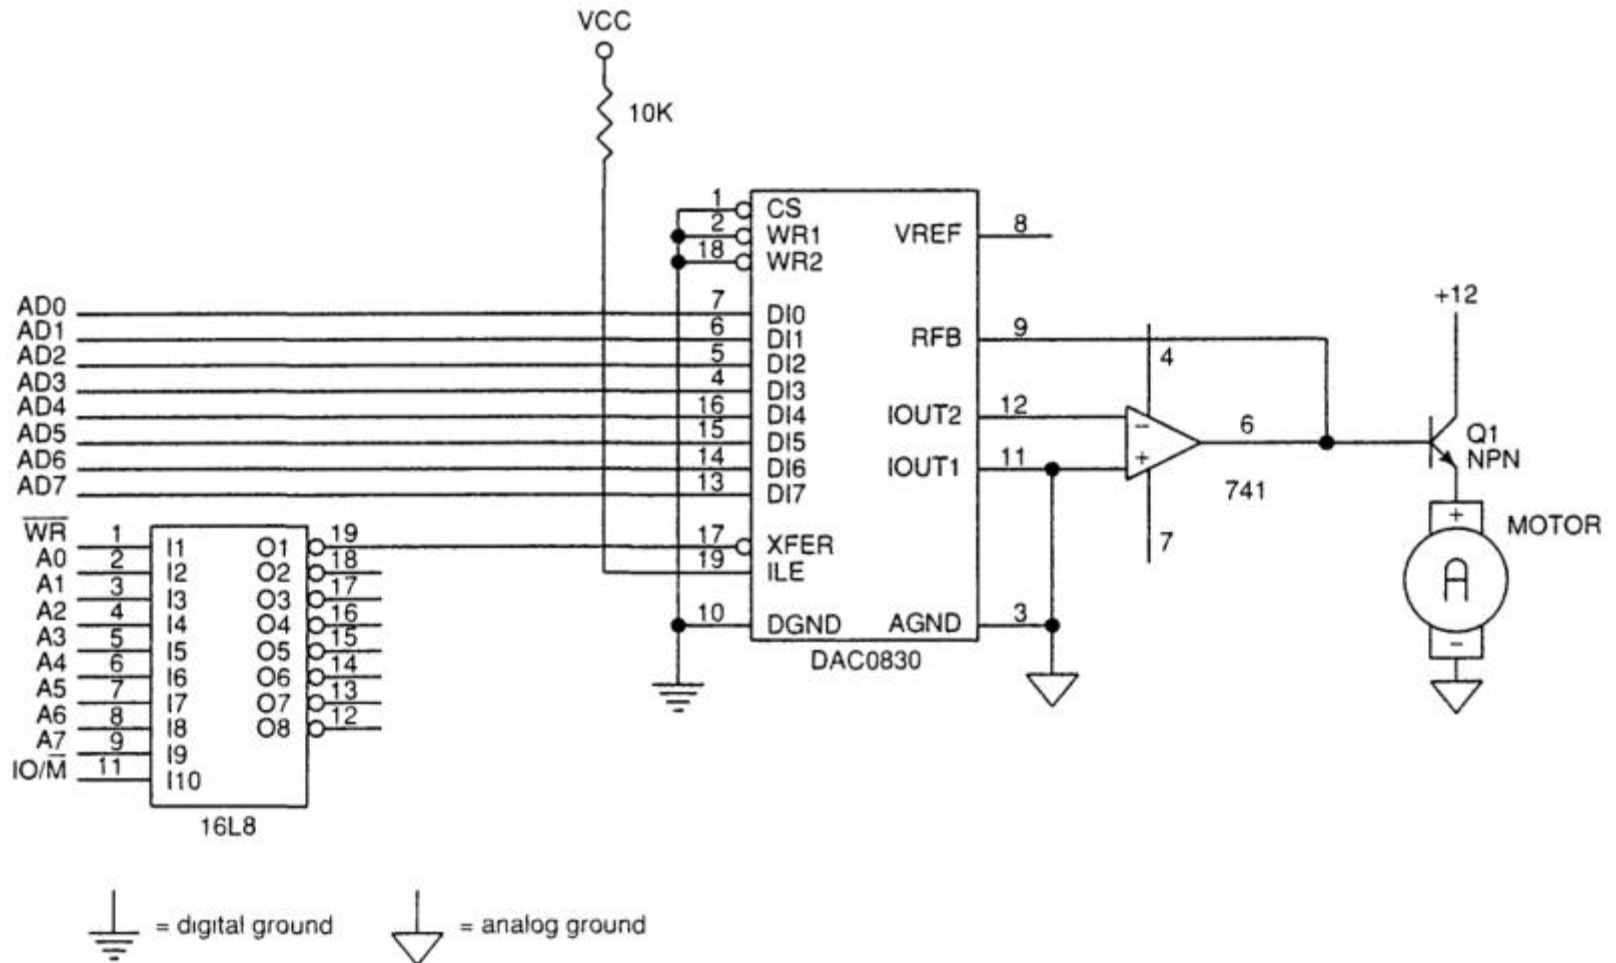 VCC
10K
1
CS
2
WR1
18
WR2
VREF
8
AD0
7
DI0
AD1
6
DI1
RFB
9
AD2
5
DI2
AD3
4
DI3
AD4
16
DI4
IOUT2
12
AD5
15
DI5
AD6
14
DI6
IOUT1
11
AD7
13
DI7
4
−
+
7
6
741
+12
Q1
NPN
+
MOTOR
A
-
WR
1
I1
O1
19
17
XFER
A0
2
I2
O2
18
19
ILE
A1
3
I3
O3
17
A2
4
I4
O4
16
10
DGND
AGND
3
A3
5
I5
O5
15
DAC0830
A4
6
I6
O6
14
A5
7
I7
O7
13
A6
8
I8
O8
12
A7
9
I9
IO/M̅
11
I10
16L8
= digital ground
= analog ground